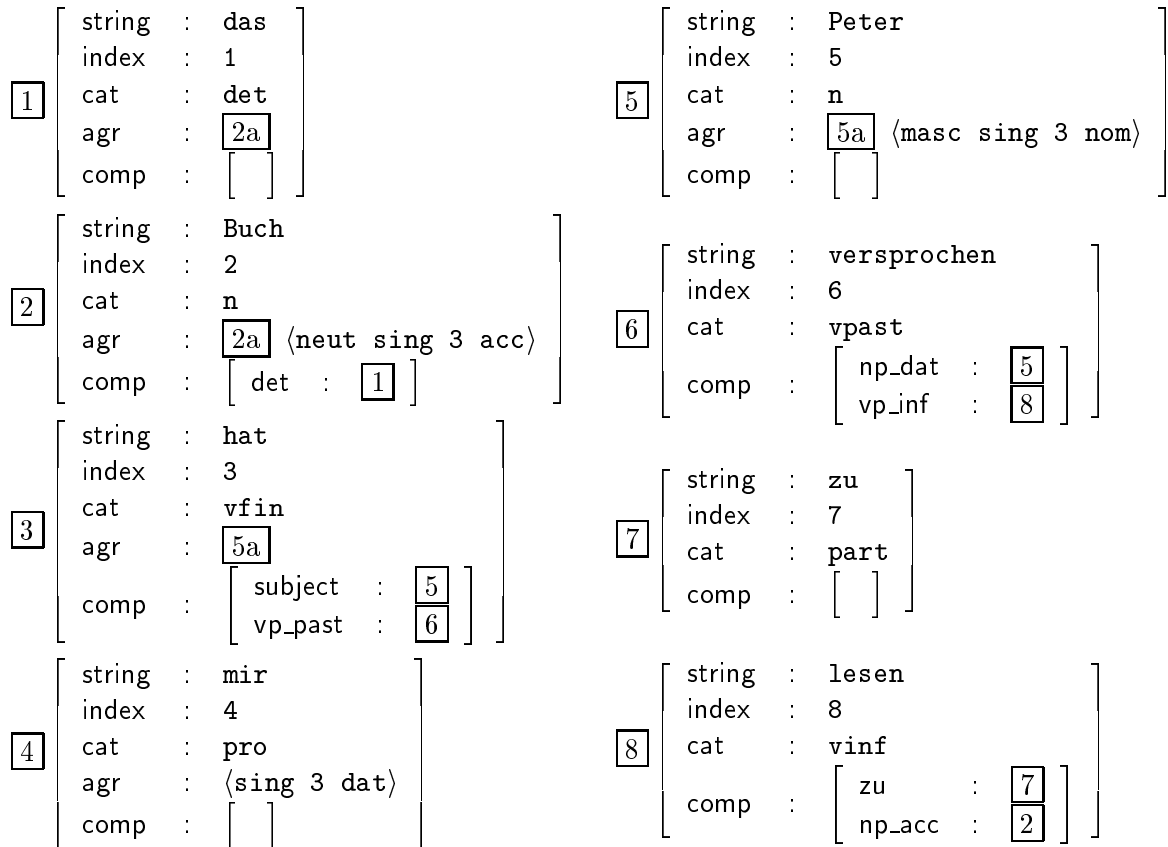 1
string : das
index : 1
cat : det
agr : 2a
comp : [ ]
2
string : Buch
index : 2
cat : n
agr : 2a ⟨neut sing 3 acc⟩
comp : [ det : 1 ]
3
string : hat
index : 3
cat : vfin
agr : 5a
comp : [ subject : 5
vp_past : 6 ]
4
string : mir
index : 4
cat : pro
agr : ⟨sing 3 dat⟩
comp : [ ]
5
string : Peter
index : 5
cat : n
agr : 5a ⟨masc sing 3 nom⟩
comp : [ ]
6
string : versprochen
index : 6
cat : vpast
comp : [ np_dat : 5
vp_inf : 8 ]
7
string : zu
index : 7
cat : part
comp : [ ]
8
string : lesen
index : 8
cat : vinf
comp : [ zu : 7
np_acc : 2 ]